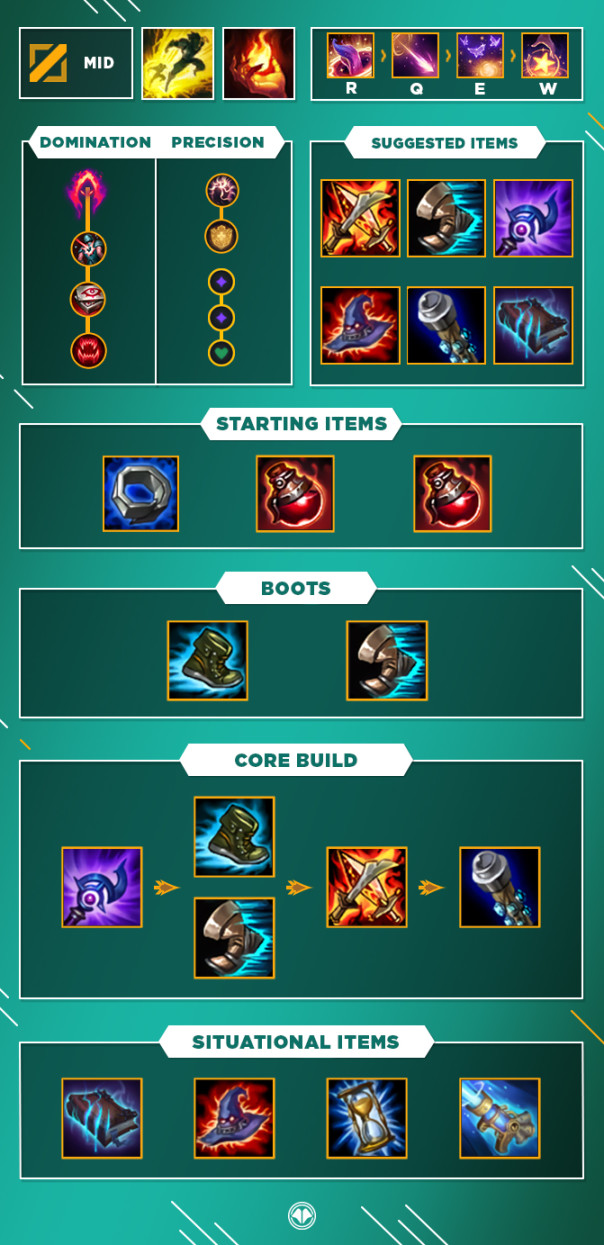 MID
R Q E W
DOMINATION PRECISION
SUGGESTED ITEMS
STARTING ITEMS
BOOTS
CORE BUILD
SITUATIONAL ITEMS